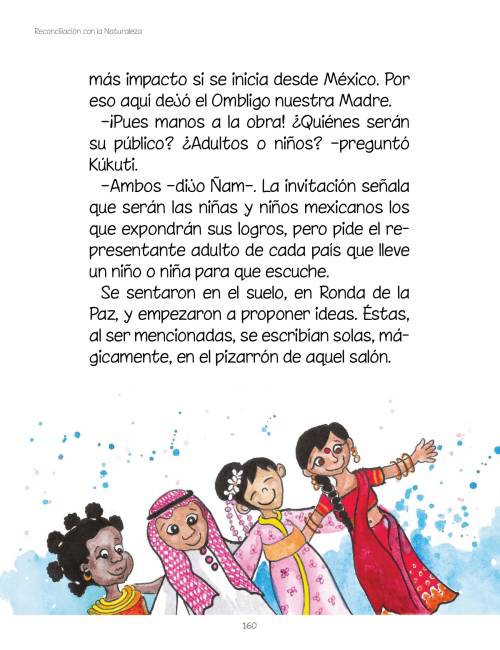 Reconciliación con la Naturaleza
más impacto si se inicia desde México. Por
eso aquí dejó el Ombligo nuestra Madre.
–¡Pues manos a la obra! ¿Quiénes serán
su público? ¿Adultos o niños? –preguntó
Kúkuti.
–Ambos –dijo Ñam–. La invitación señala
que serán las niñas y niños mexicanos los
que expondrán sus logros, pero pide el re-
presentante adulto de cada país que lleve
un niño o niña para que escuche.
Se sentaron en el suelo, en Ronda de la
Paz, y empezaron a proponer ideas. Éstas,
al ser mencionadas, se escribían solas, má-
gicamente, en el pizarrón de aquel salón.
160